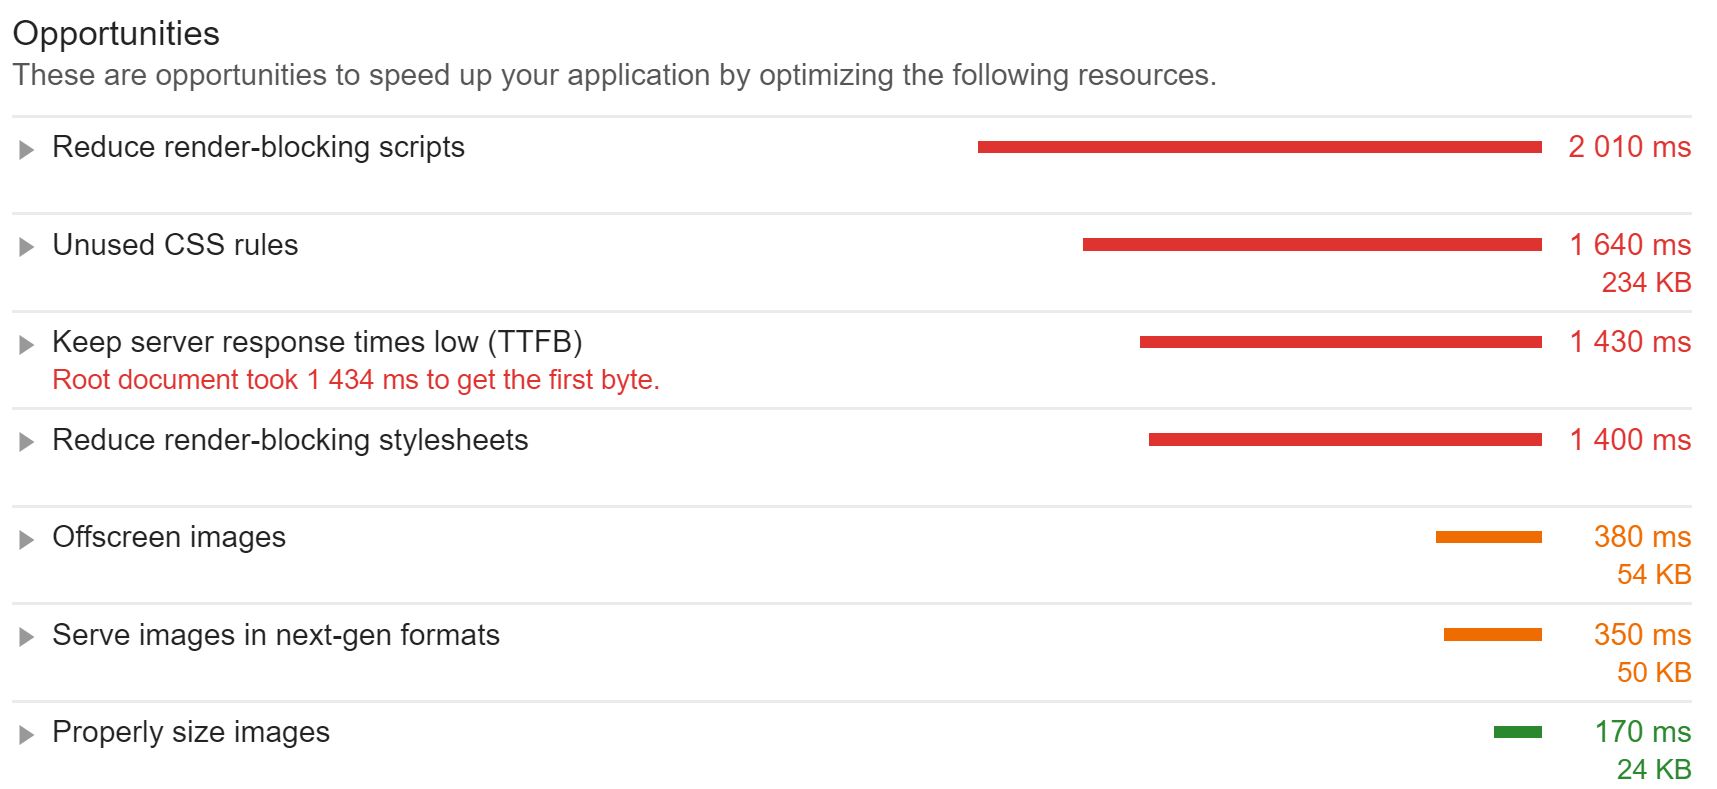 Opportunities
These are opportunities to speed up your application by optimizing the following resources.
Reduce render-blocking scripts 2 010 ms
Unused CSS rules 1 640 ms
234 KB
Keep server response times low (TTFB) 1 430 ms
Root document took 1 434 ms to get the first byte.
Reduce render-blocking stylesheets 1 400 ms
Offscreen images 380 ms
54 KB
Serve images in next-gen formats 350 ms
50 KB
Properly size images 170 ms
24 KB